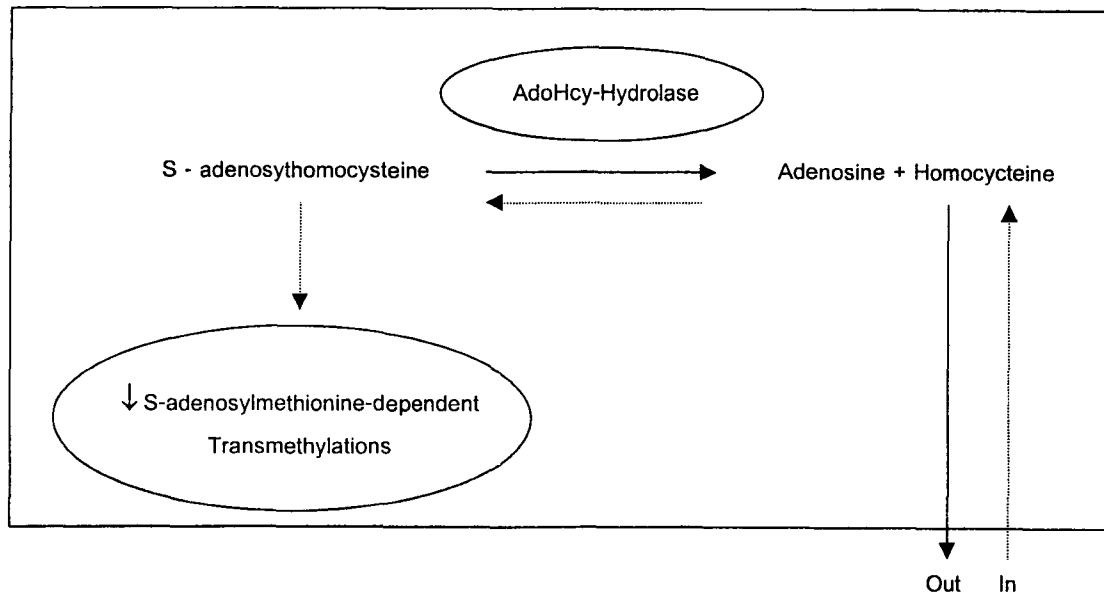 AdoHcy-Hydrolase
S - adenosythomocysteine
Adenosine + Homocycteine
↓ S-adenosylmethionine-dependent
Transmethylations
Out In